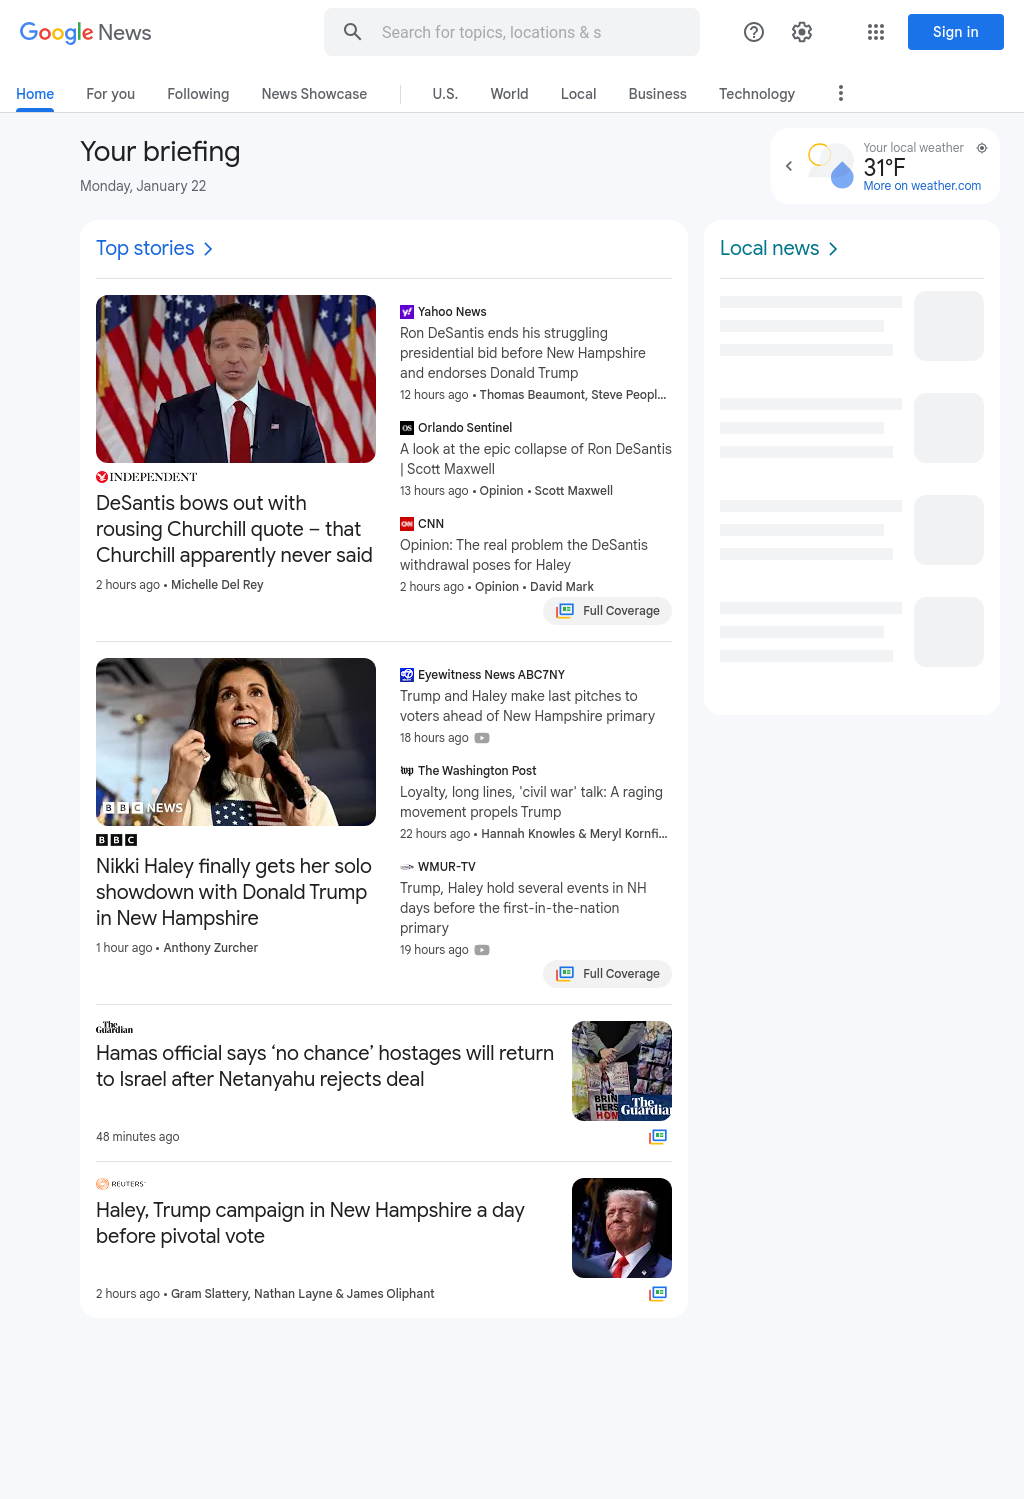 Google News
Search for topics, locations & s
Sign in
Home
For you
Following
News Showcase
U.S.
World
Local
Business
Technology
Your briefing
Monday, January 22
Your local weather
31°F
More on weather.com
Top stories
INDEPENDENT
DeSantis bows out with
rousing Churchill quote – that
Churchill apparently never said
2 hours ago • Michelle Del Rey
Yahoo News
Ron DeSantis ends his struggling
presidential bid before New Hampshire
and endorses Donald Trump
12 hours ago • Thomas Beaumont, Steve Peopl...
OS Orlando Sentinel
A look at the epic collapse of Ron DeSantis
| Scott Maxwell
13 hours ago • Opinion • Scott Maxwell
CNN CNN
Opinion: The real problem the DeSantis
withdrawal poses for Haley
2 hours ago • Opinion • David Mark
Full Coverage
BBC NEWS
BBC
Nikki Haley finally gets her solo
showdown with Donald Trump
in New Hampshire
1 hour ago • Anthony Zurcher
Eyewitness News ABC7NY
Trump and Haley make last pitches to
voters ahead of New Hampshire primary
18 hours ago
wp The Washington Post
Loyalty, long lines, 'civil war' talk: A raging
movement propels Trump
22 hours ago • Hannah Knowles & Meryl Kornfi...
WMUR-TV
Trump, Haley hold several events in NH
days before the first-in-the-nation
primary
19 hours ago
Full Coverage
The
Guardian
Hamas official says ‘no chance’ hostages will return
to Israel after Netanyahu rejects deal
48 minutes ago
BRIN
HERS
HOM
The
Guardian
REUTERS
Haley, Trump campaign in New Hampshire a day
before pivotal vote
2 hours ago • Gram Slattery, Nathan Layne & James Oliphant
Local news